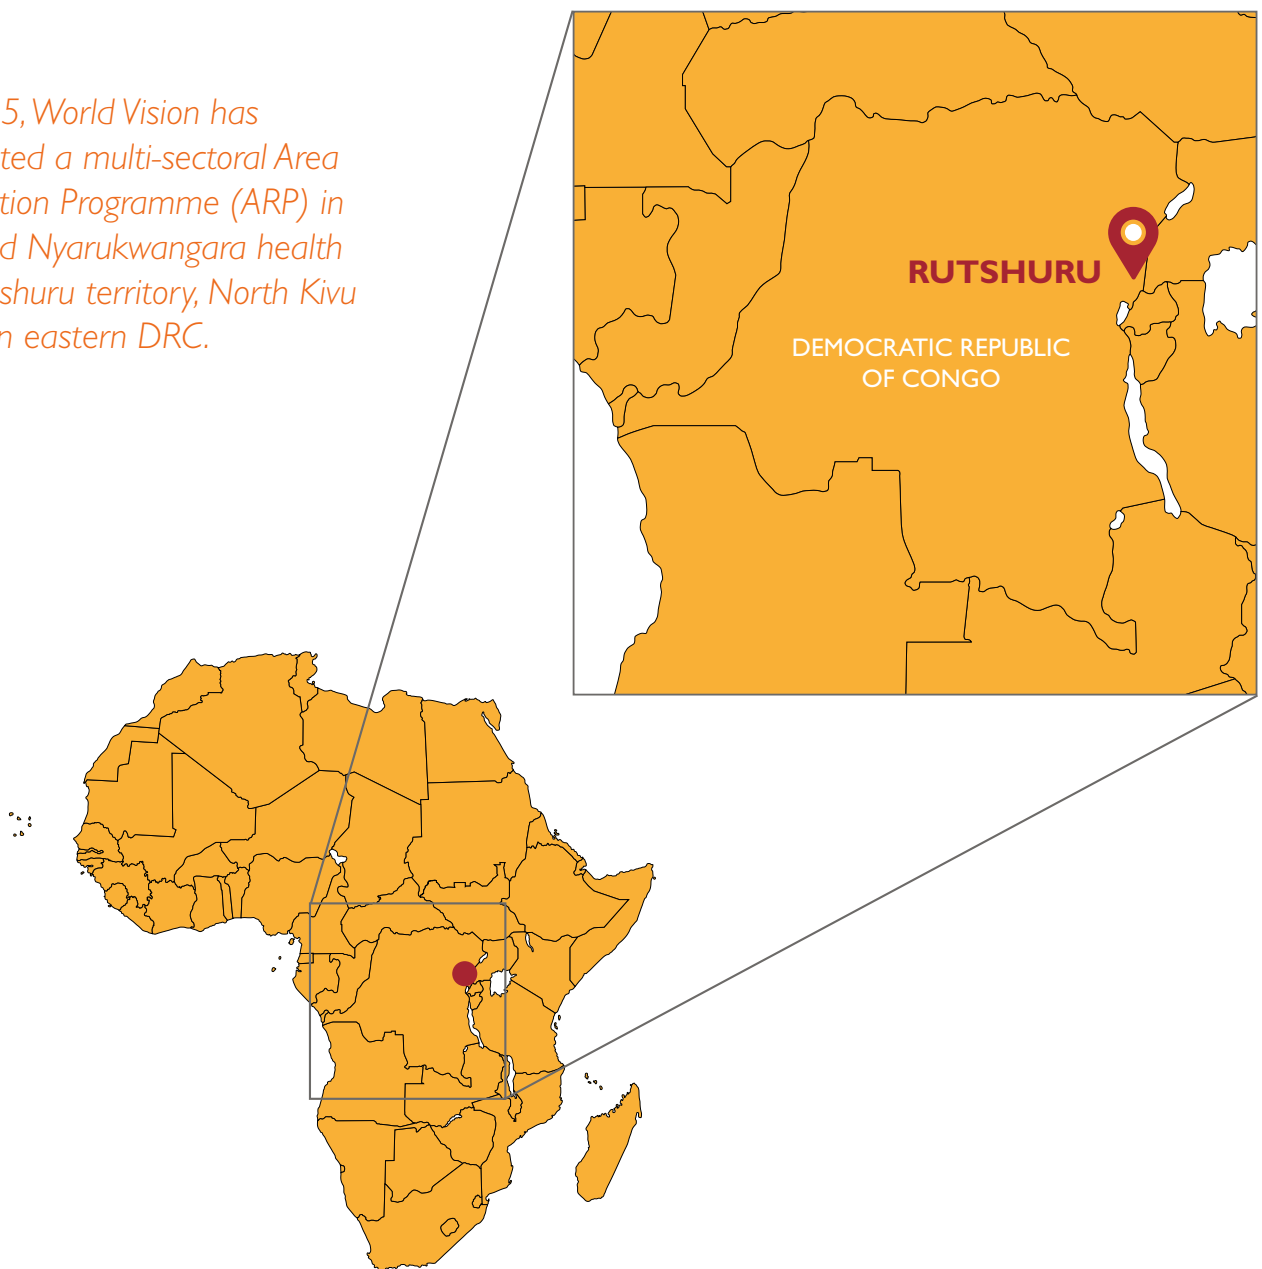 5, World Vision has
ted a multi-sectoral Area
tion Programme (ARP) in
d Nyarukwangara health
shuru territory, North Kivu
n eastern DRC.
RUTSHURU
DEMOCRATIC REPUBLIC
OF CONGO